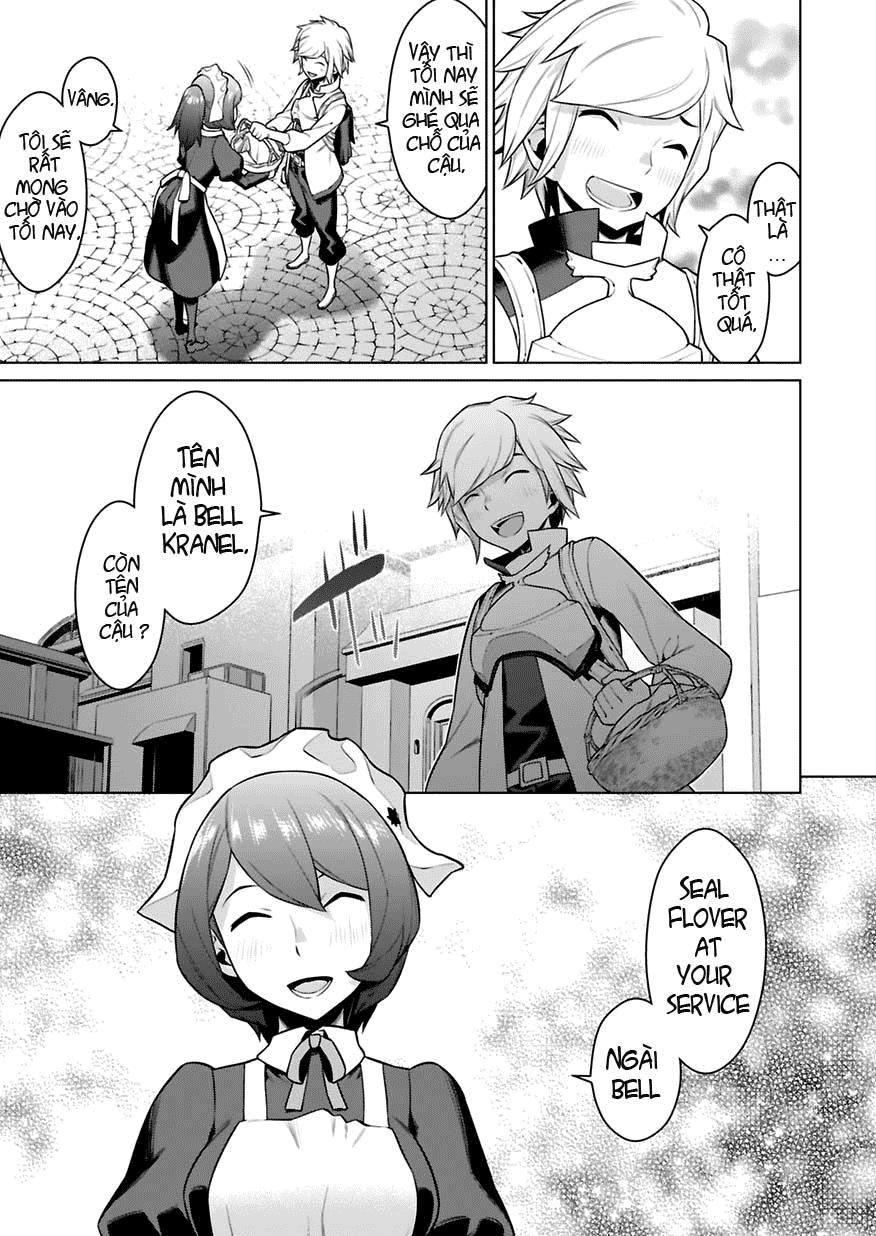 THẬT
LÀ
...
CÔ
THẬT
TỐT
QUÁ.
VẬY THÌ
TỐI NAY
MÌNH SẼ
GHÉ QUA
CHỖ CỦA
CẬU.
VÂNG.
TÔI SẼ
RẤT
MONG
CHỜ VÀO
TỐI NAY.
TÊN
MÌNH
LÀ BELL
KRANEL.
CÒN
TÊN
CỦA
CẬU ?
SEAL
FLOVER
AT
YOUR
SERVICE
NGÀI
BELL